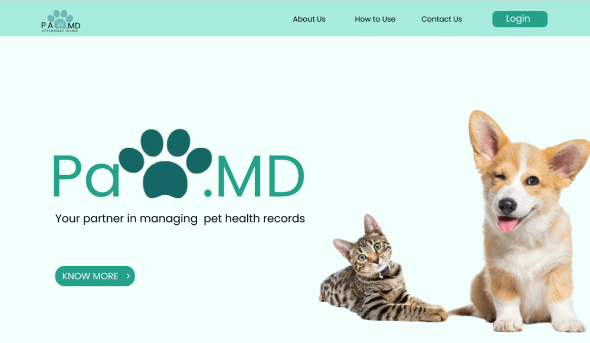 PA MD
VETERINARY CLINIC
About Us
How to Use
Contact Us
Login
Pa .MD
Your partner in managing pet health records
KNOW MORE >